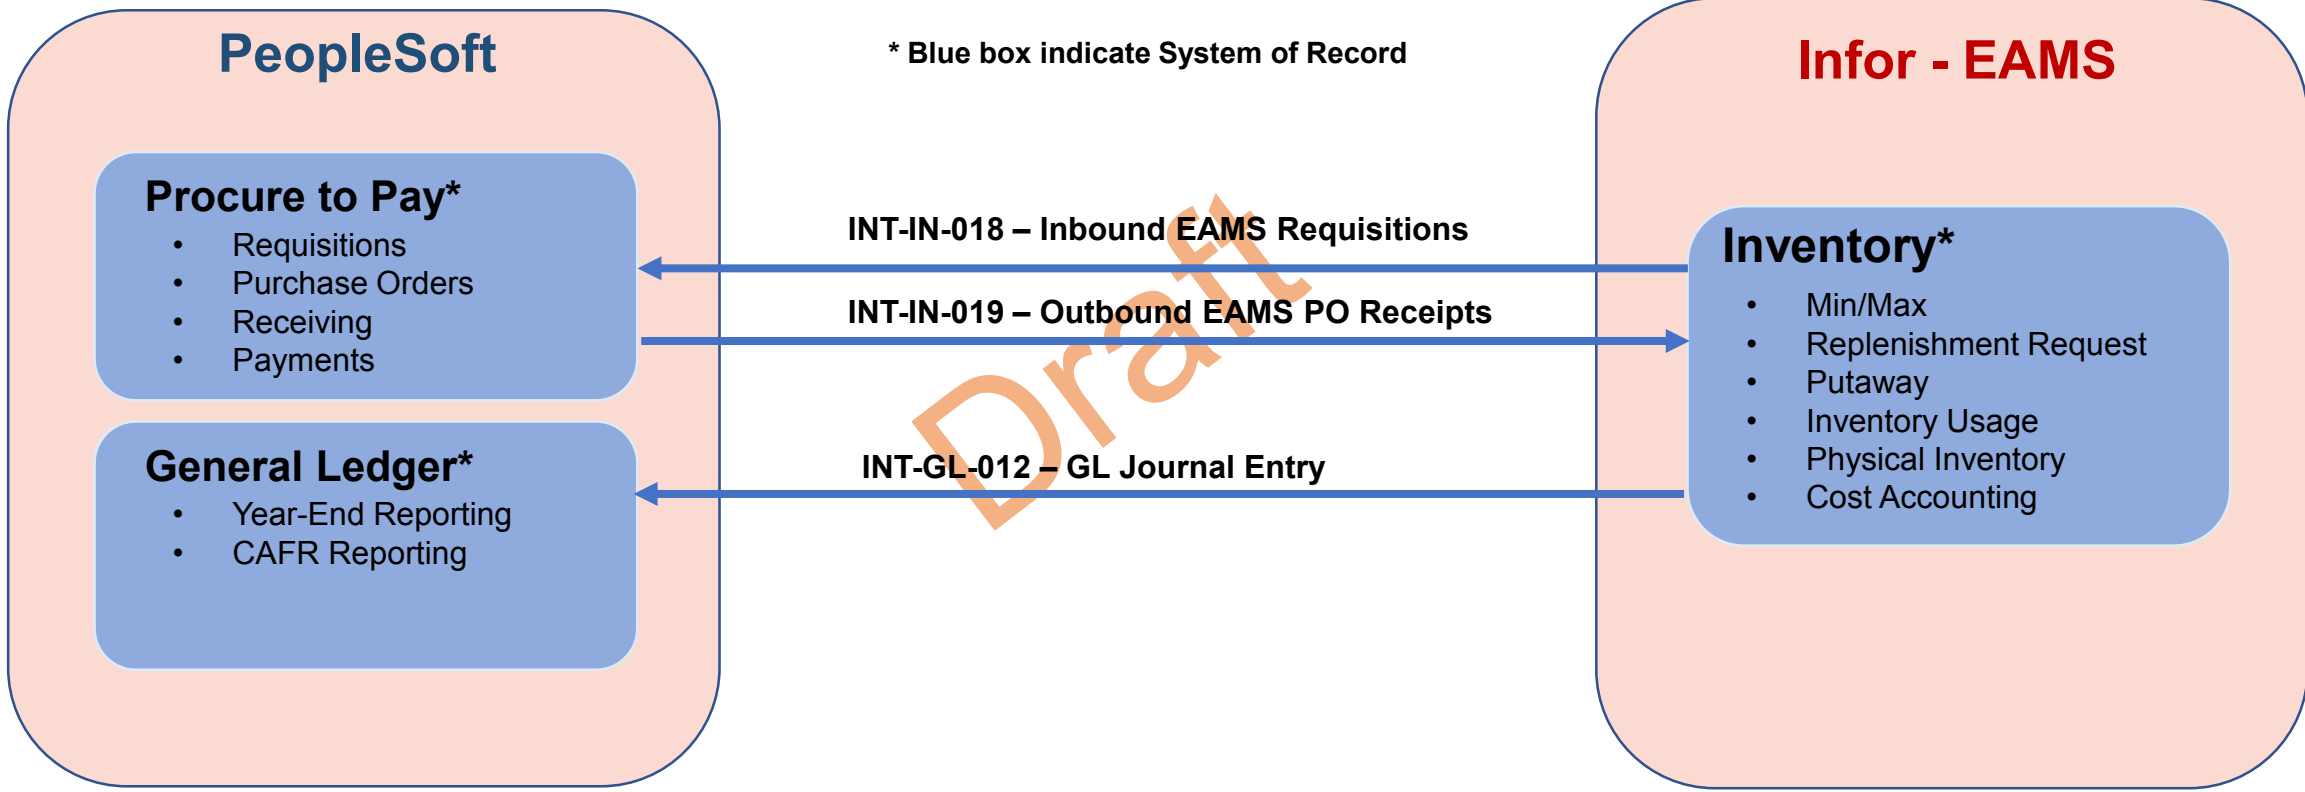 PeopleSoft
* Blue box indicate System of Record
Infor - EAMS
Procure to Pay*
• Requisitions
• Purchase Orders
• Receiving
• Payments
General Ledger*
• Year-End Reporting
• CAFR Reporting
INT-IN-018 – Inbound EAMS Requisitions
INT-IN-019 – Outbound EAMS PO Receipts
INT-GL-012 – GL Journal Entry
Draft
Inventory*
• Min/Max
• Replenishment Request
• Putaway
• Inventory Usage
• Physical Inventory
• Cost Accounting